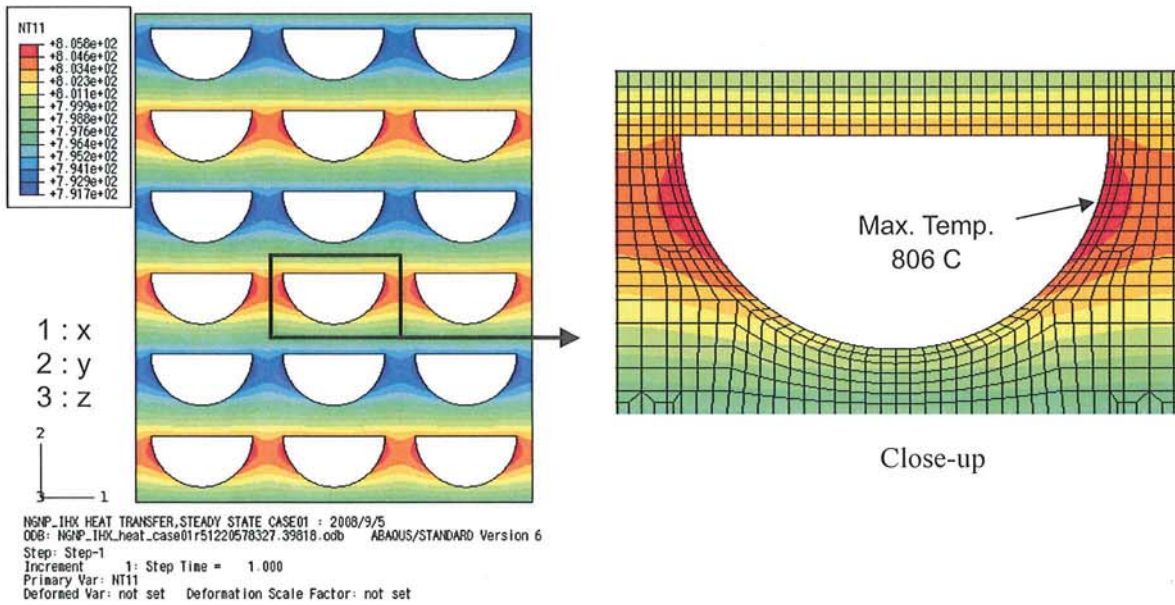 NT11
+8.058e+02
+8.046e+02
+8.034e+02
+8.023e+02
+8.011e+02
+7.999e+02
+7.988e+02
+7.976e+02
+7.964e+02
+7.952e+02
+7.941e+02
+7.929e+02
+7.917e+02
1 : x
2 : y
3 : z
2
3 1
NGNP_IHX HEAT TRANSFER,STEADY STATE CASE01 : 2008/9/5
ODB: NGNP_IHX_heat_case01r51220578327.39818.odb ABAQUS/STANDARD Version 6
Step: Step-1
Increment 1: Step Time = 1.000
Primary Var: NT11
Deformed Var: not set Deformation Scale Factor: not set
Max. Temp.
806 C
Close-up